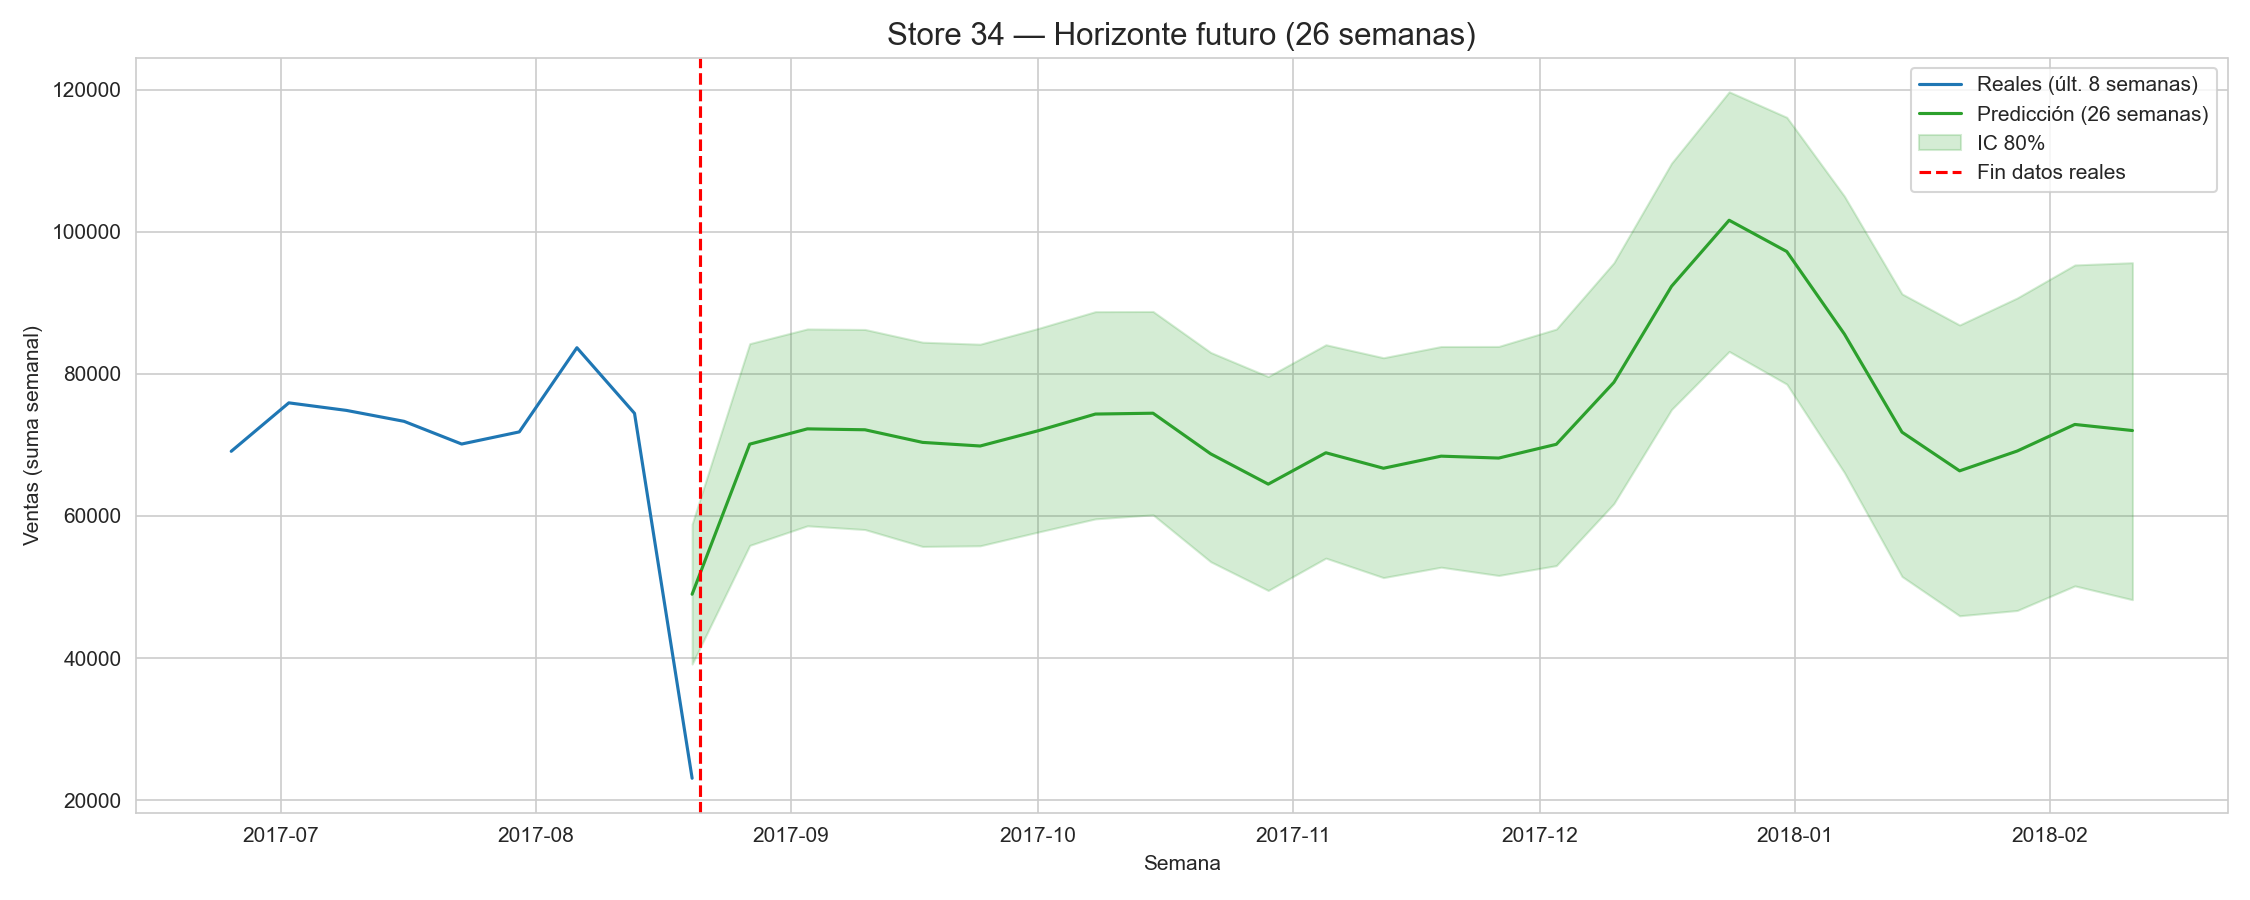 Store 34 — Horizonte futuro (26 semanas)
Reales (últ. 8 semanas)
Predicción (26 semanas)
IC 80%
Fin datos reales
Ventas (suma semanal)
120000
100000
80000
60000
40000
20000
2017-07 2017-08 2017-09 2017-10 2017-11 2017-12 2018-01 2018-02
Semana